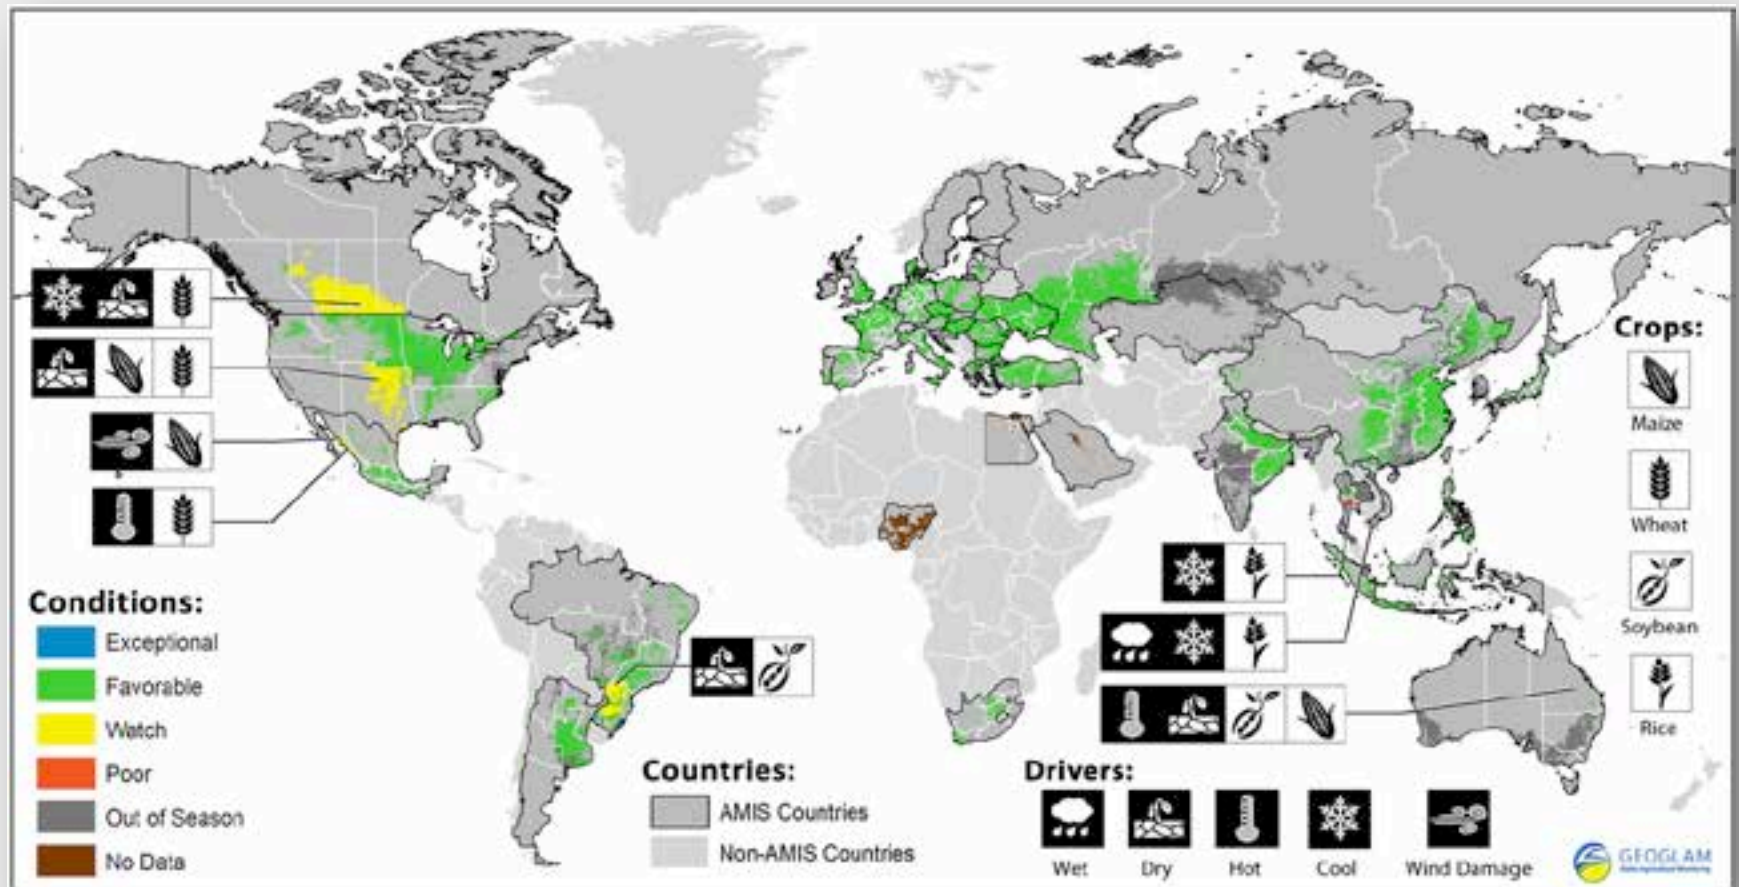 Crops:
Maize
Wheat
Soybean
Rice
Conditions:
Exceptional
Favorable
Watch
Poor
Out of Season
No Data
Countries:
AMIS Countries
Non-AMIS Countries
Drivers:
Wet
Dry
Hot
Cool
Wind Damage
GEOGLAM